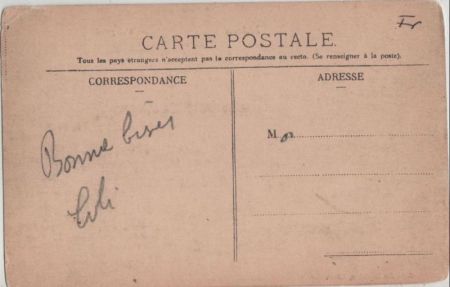 Fr
CARTE POSTALE.
Tous les pays étrangers n'acceptent pas la correspondance au recto. (Se renseigner à la poste).
CORRESPONDANCE
ADRESSE
M
Bonne bises